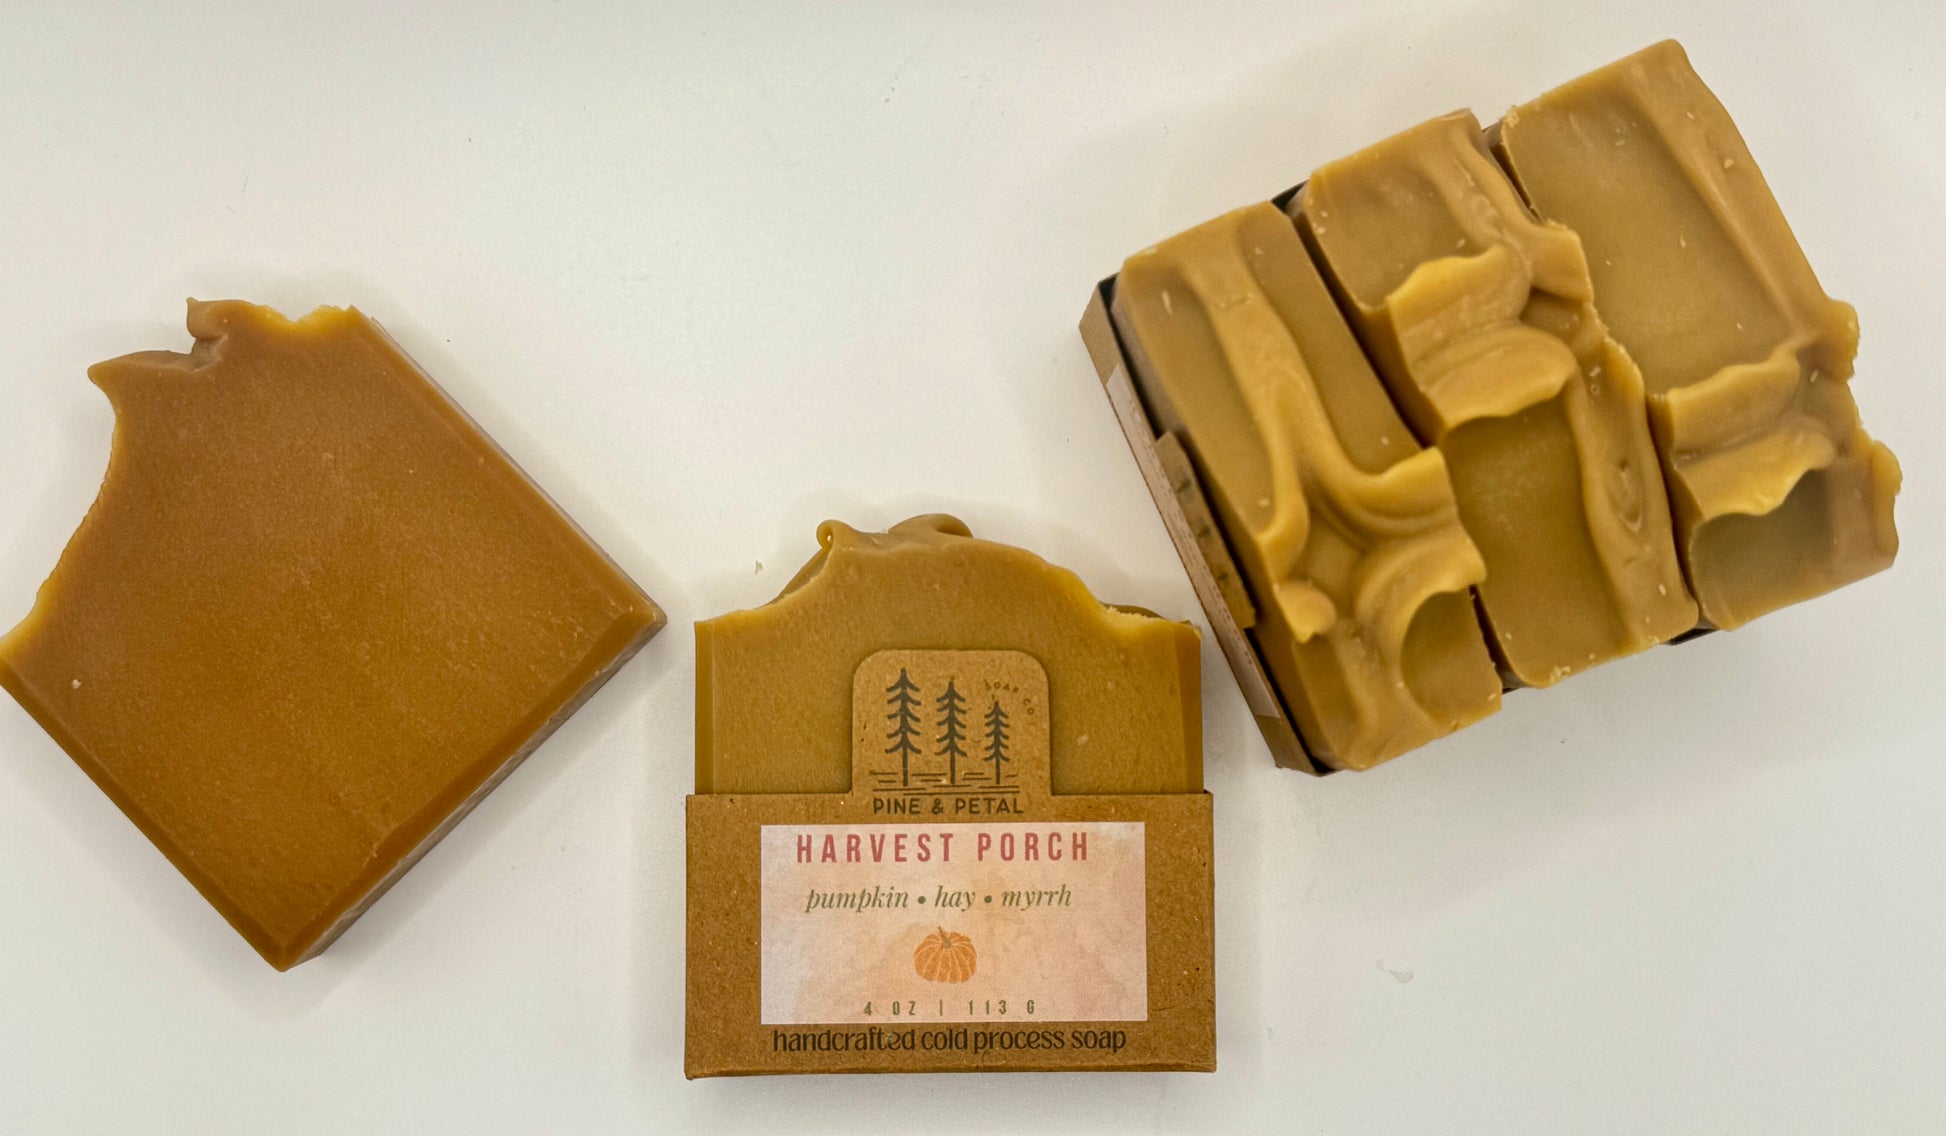 SOAP CO
PINE & PETAL
HARVEST PORCH
pumpkin • hay • myrrh
4 OZ | 113 G
handcrafted cold process soap